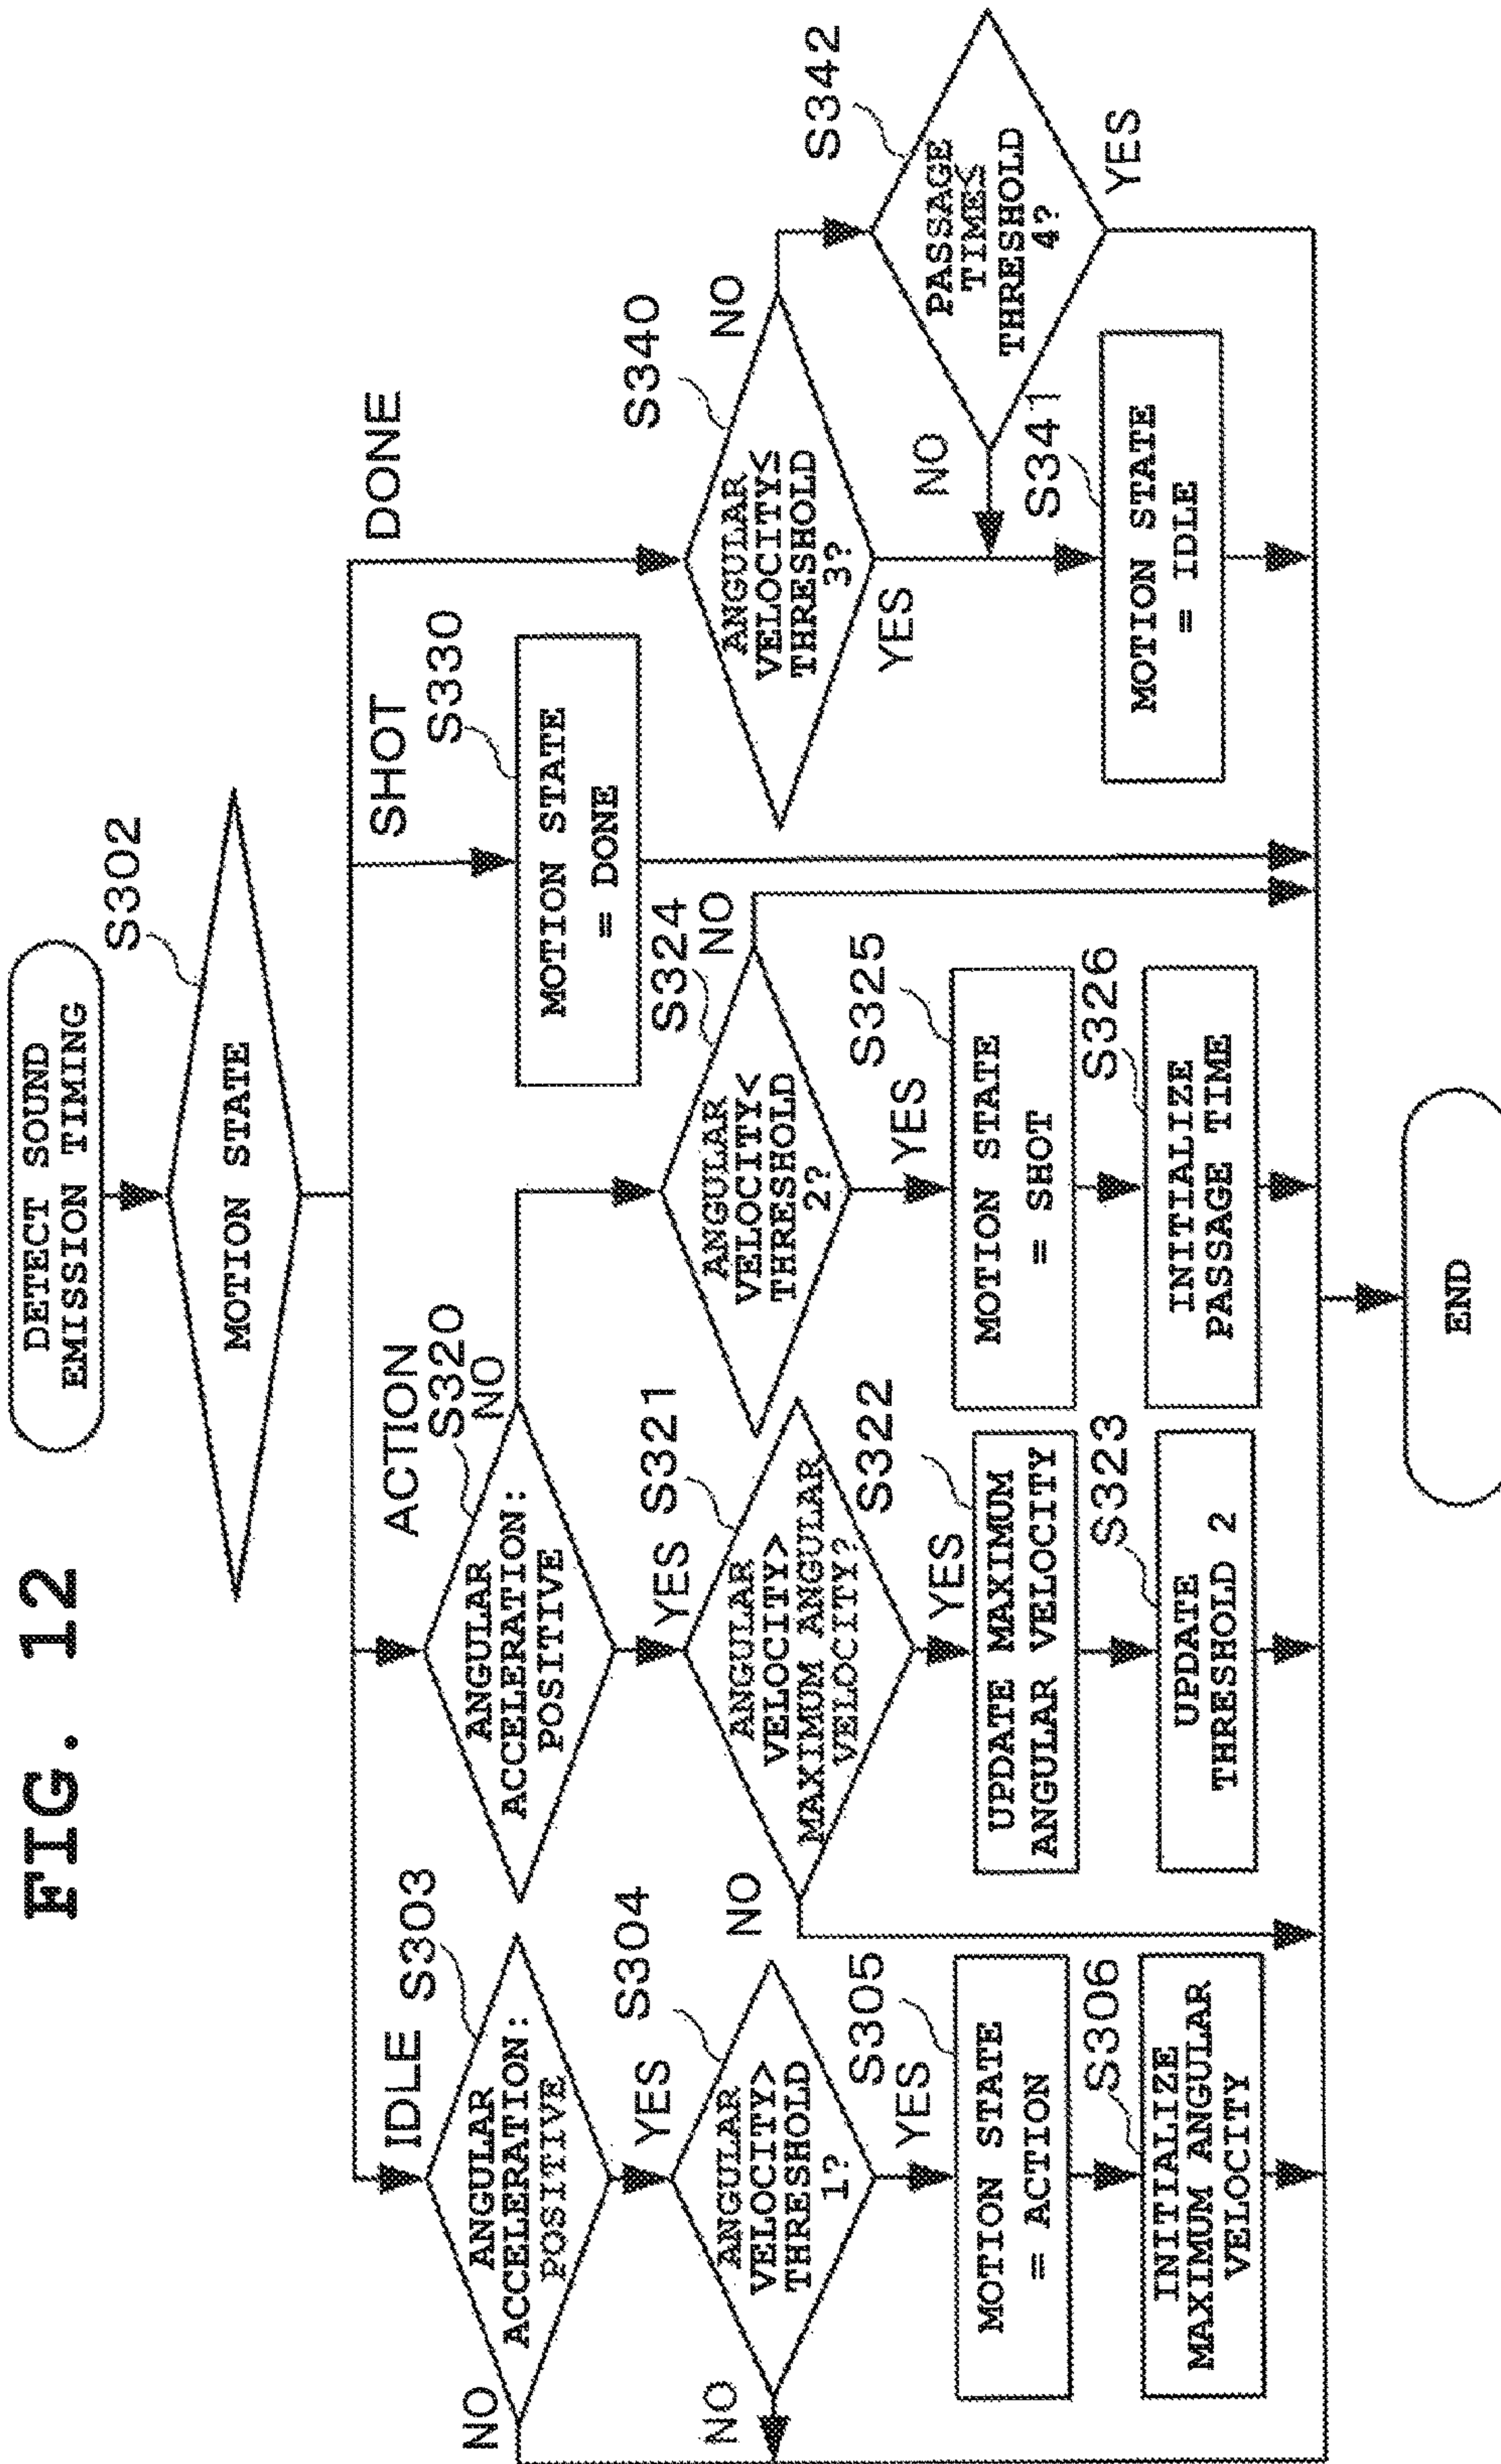 FIG. 12
DETECT SOUND
EMISSION TIMING
S302
MOTION STATE
IDLE
S303
ANGULAR
ACCELERATION:
POSITIVE
NO
YES
S304
ANGULAR
VELOCITY>
THRESHOLD
1?
NO
YES
S305
MOTION STATE
= ACTION
S306
INITIALIZE
MAXIMUM ANGULAR
VELOCITY
ACTION
S320
ANGULAR
ACCELERATION:
POSITIVE
NO
YES
S321
ANGULAR
VELOCITY>
MAXIMUM ANGULAR
VELOCITY?
NO
YES
S322
UPDATE MAXIMUM
ANGULAR VELOCITY
S323
UPDATE
THRESHOLD 2
S324
ANGULAR
VELOCITY<
THRESHOLD
2?
NO
YES
S325
MOTION STATE
= SHOT
S326
INITIALIZE
PASSAGE TIME
SHOT
S330
MOTION STATE
= DONE
DONE
S340
ANGULAR
VELOCITY≤
THRESHOLD
3?
NO
YES
S342
PASSAGE
TIME≤
THRESHOLD
4?
NO
YES
S341
MOTION STATE
= IDLE
END